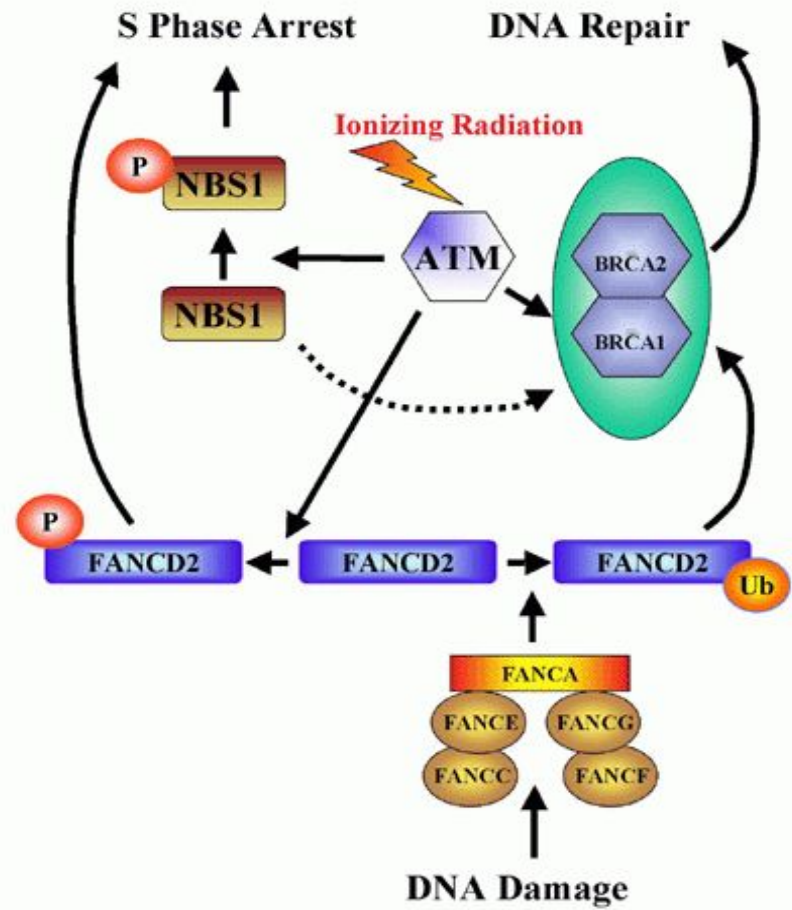 S Phase Arrest
DNA Repair
Ionizing Radiation
P
NBS1
ATM
BRCA2
NBS1
BRCA1
P
FANCD2
FANCD2
FANCD2
Ub
FANCA
FANCE
FANCG
FANCC
FANCF
DNA Damage